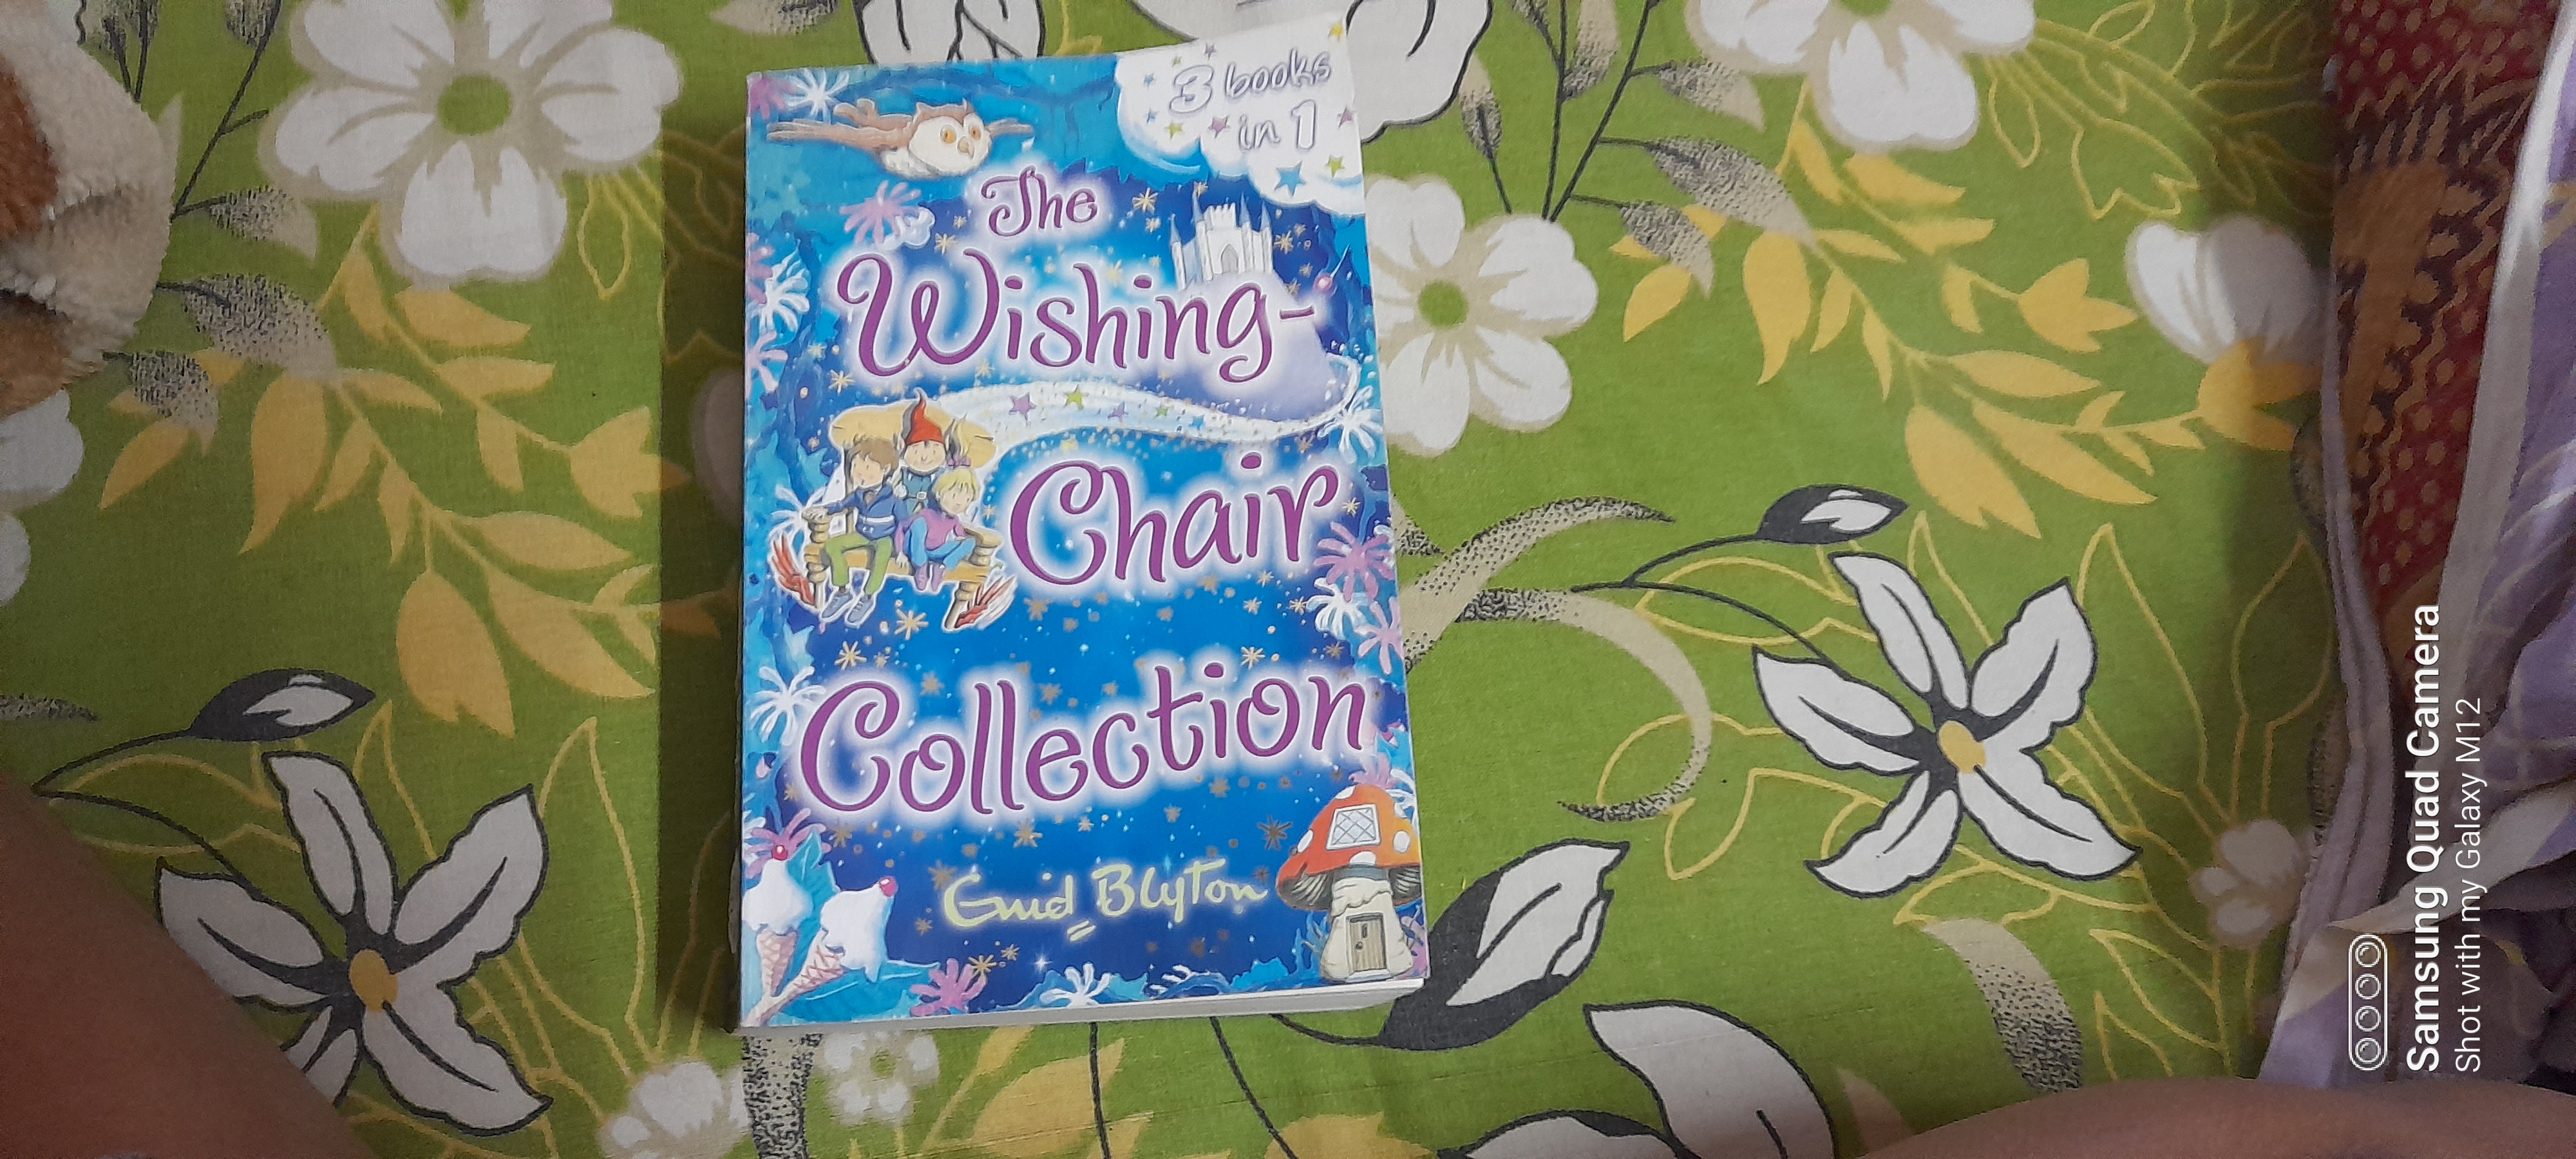 3 books
in 1
The
Wishing-
Chair
Collection
Enid Blyton
Samsung Quad Camera
Shot with my Galaxy M12